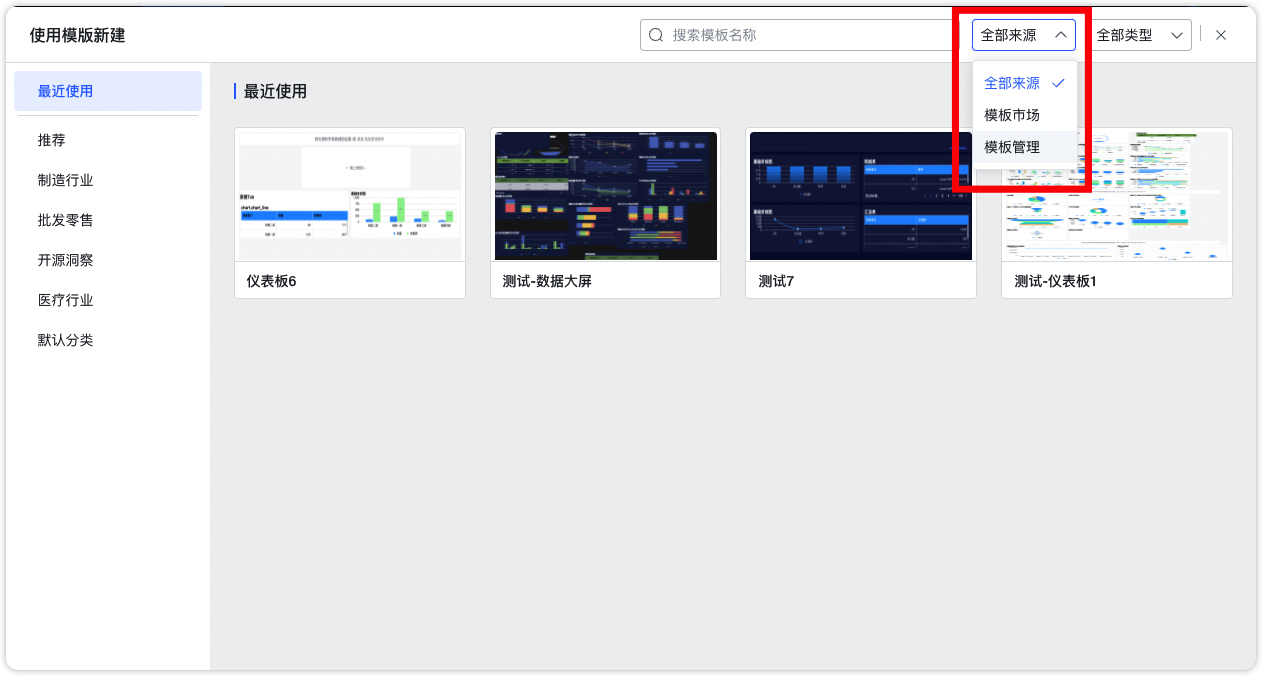 使用模版新建
搜索模板名称
全部来源
全部类型
全部来源
模板市场
模板管理
最近使用
推荐
制造行业
批发零售
开源洞察
医疗行业
默认分类
最近使用
仪表板6
测试-数据大屏
测试7
测试-仪表板1